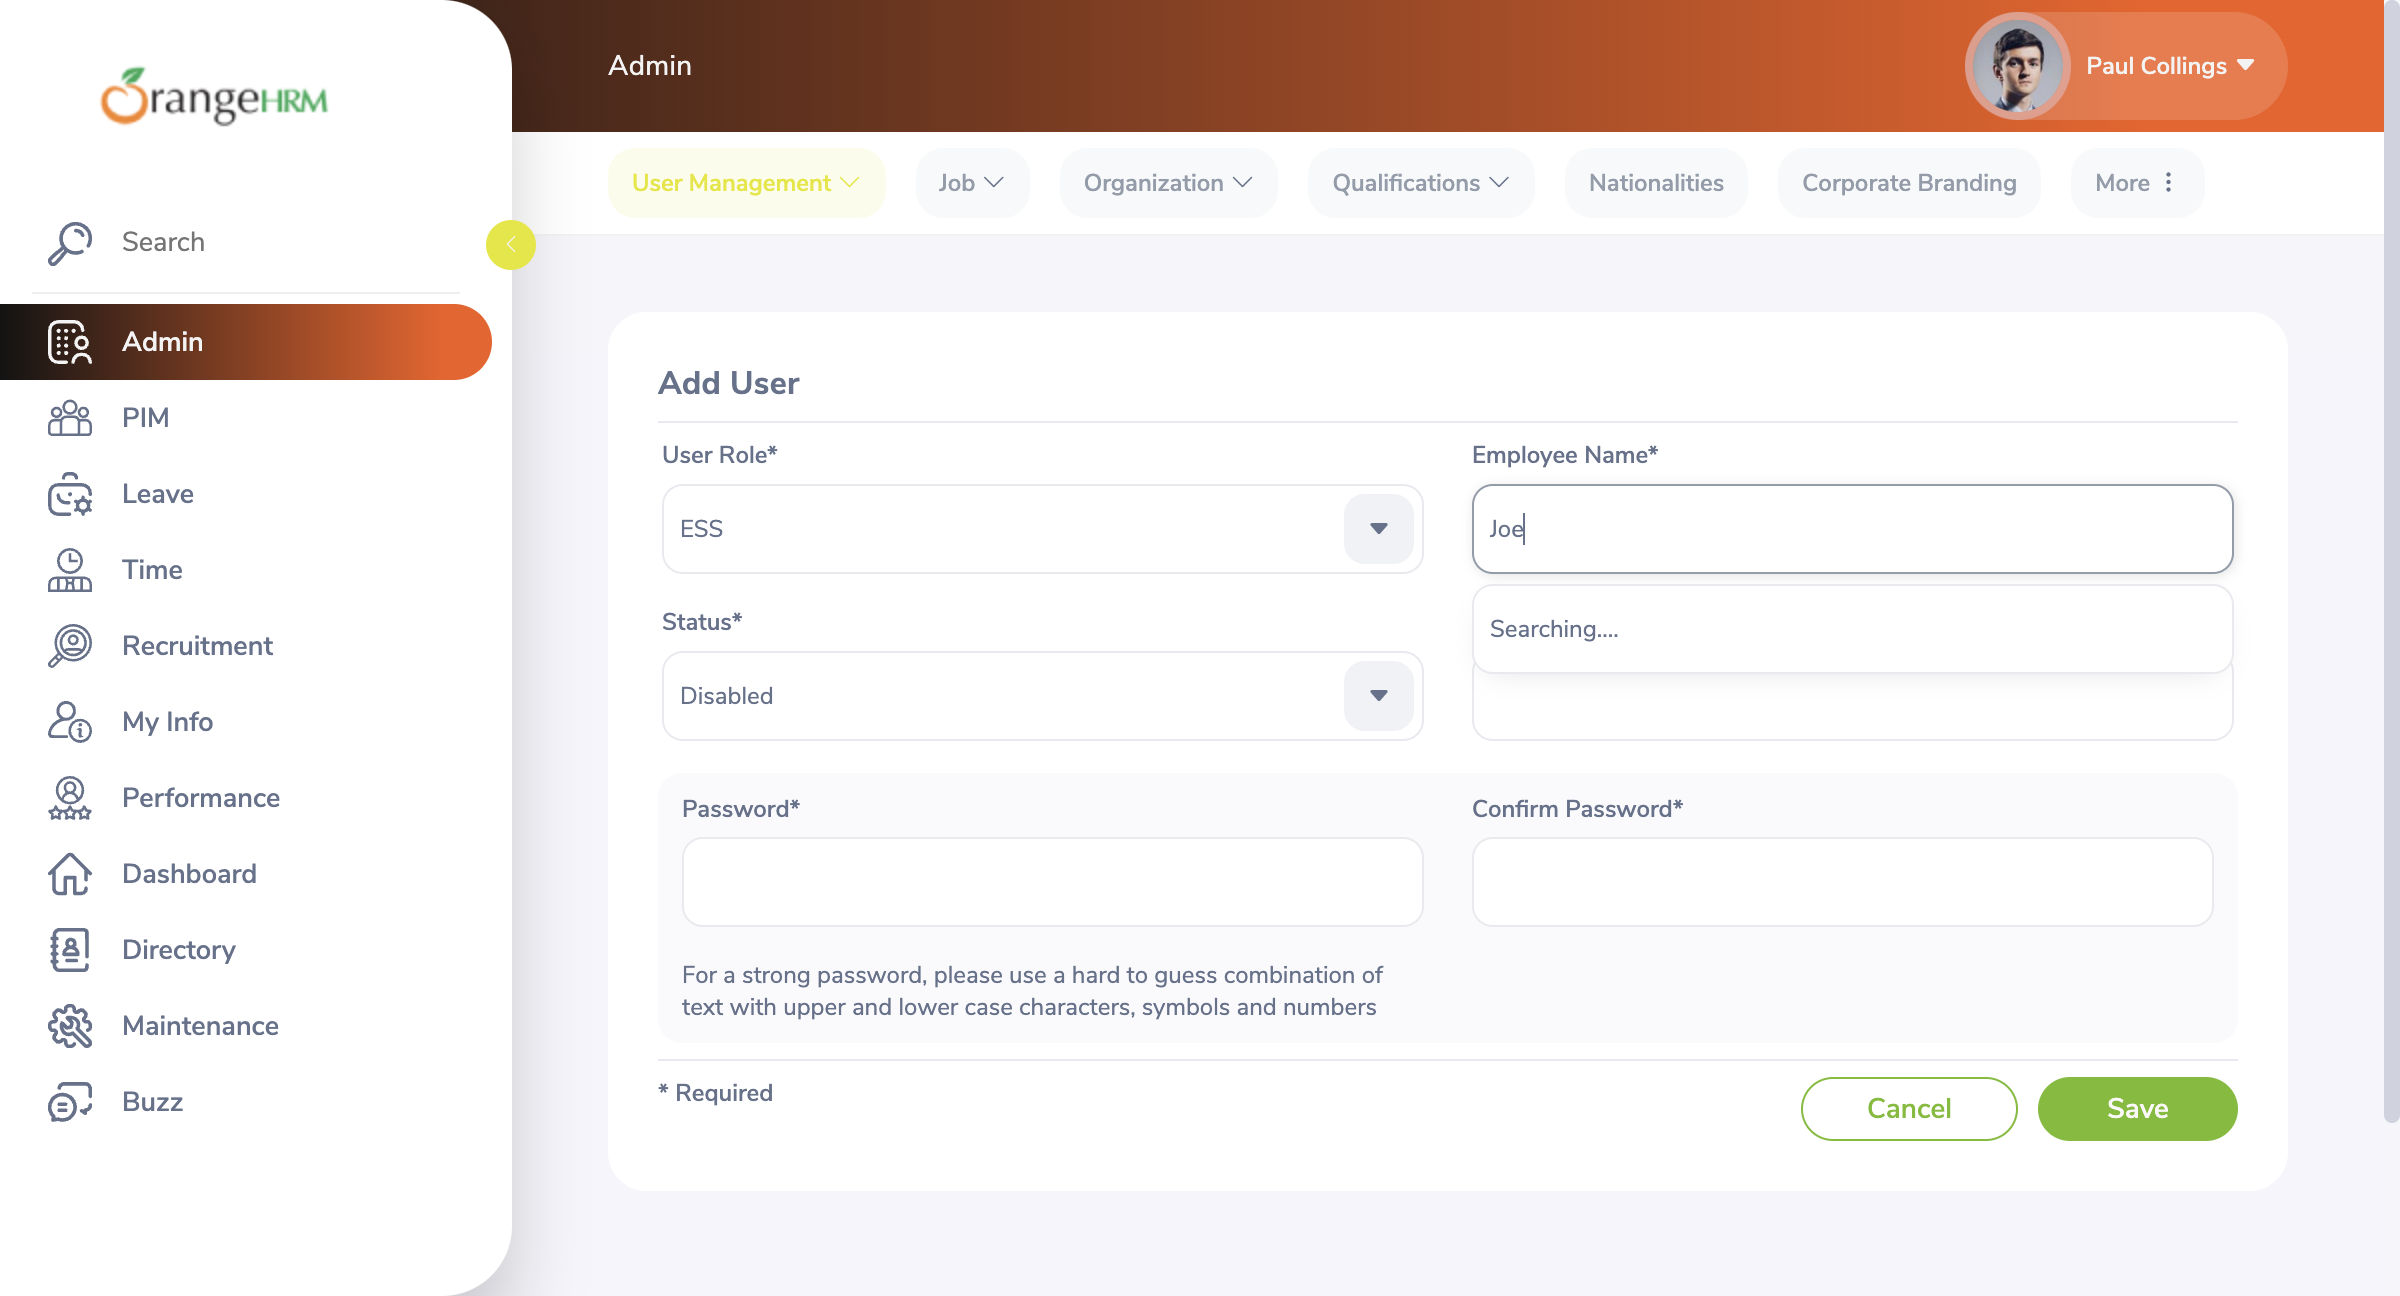 OrangeHRM
Search
Admin
PIM
Leave
Time
Recruitment
My Info
Performance
Dashboard
Directory
Maintenance
Buzz
Admin
Paul Collings
User Management
Job
Organization
Qualifications
Nationalities
Corporate Branding
More
Add User
User Role*
ESS
Employee Name*
Joe
Searching....
Status*
Disabled
Password*
Confirm Password*
For a strong password, please use a hard to guess combination of
text with upper and lower case characters, symbols and numbers
* Required
Cancel
Save